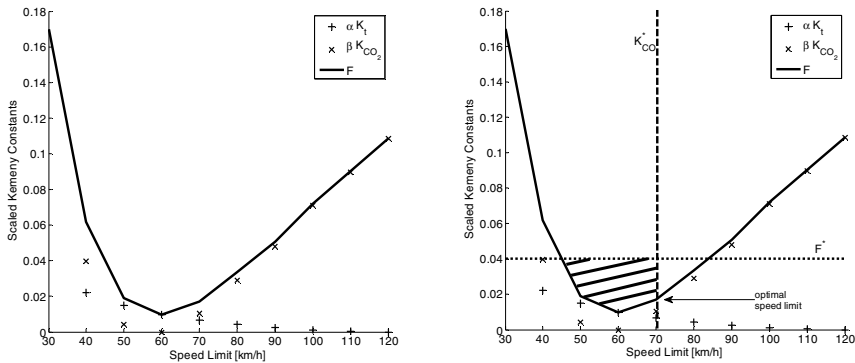 0.18
0.16
0.14
0.12
0.1
0.08
0.06
0.04
0.02
0
30 40 50 60 70 80 90 100 110 120
Speed Limit [km/h]
Scaled Kemeny Constants
α K_t
β K_CO₂
F
0.18
0.16
0.14
0.12
0.1
0.08
0.06
0.04
0.02
0
30 40 50 60 70 80 90 100 110 120
Speed Limit [km/h]
Scaled Kemeny Constants
K*_CO
α K_t
β K_CO₂
F
F*
optimal
speed limit